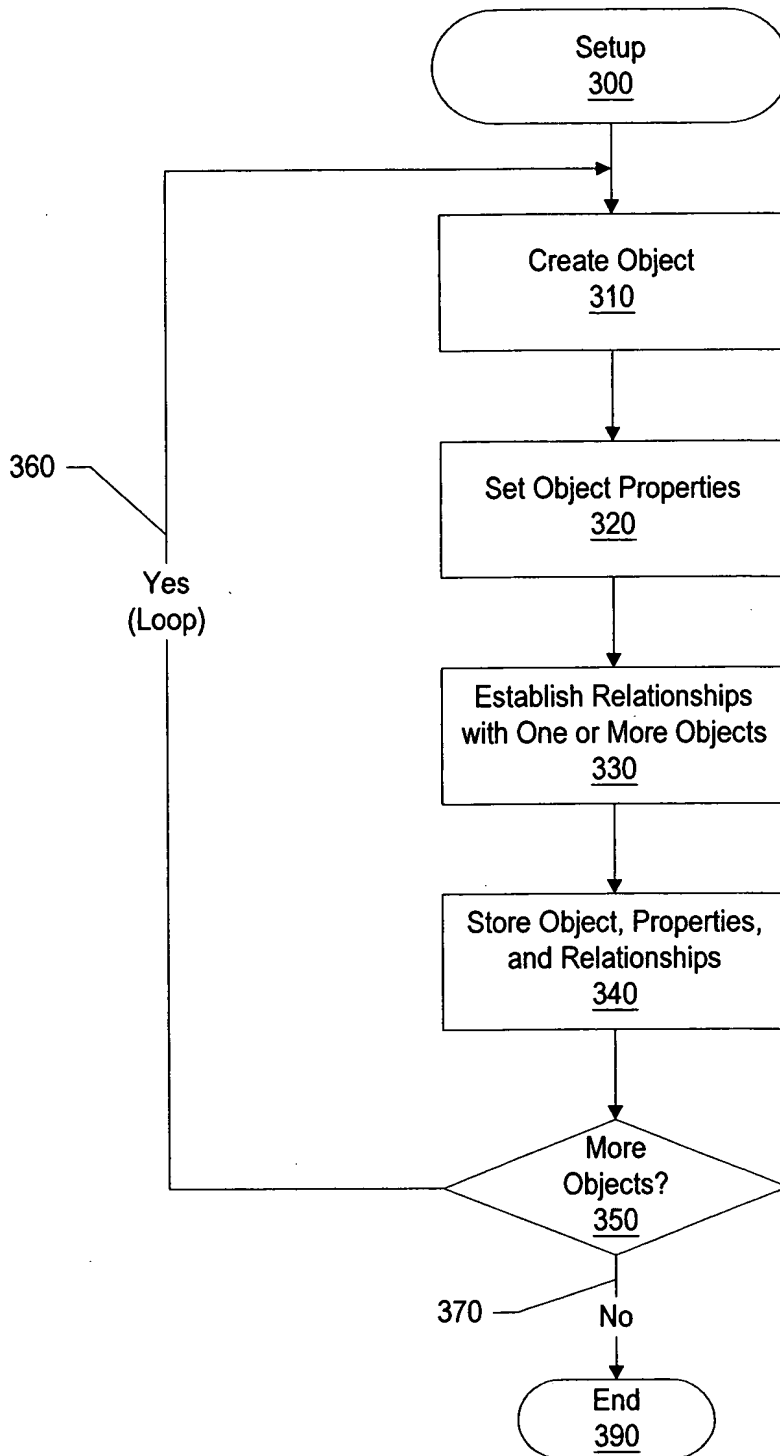 Setup
300
Create Object
310
Set Object Properties
320
360
Yes
(Loop)
Establish Relationships
with One or More Objects
330
Store Object, Properties,
and Relationships
340
More
Objects?
350
370
No
End
390